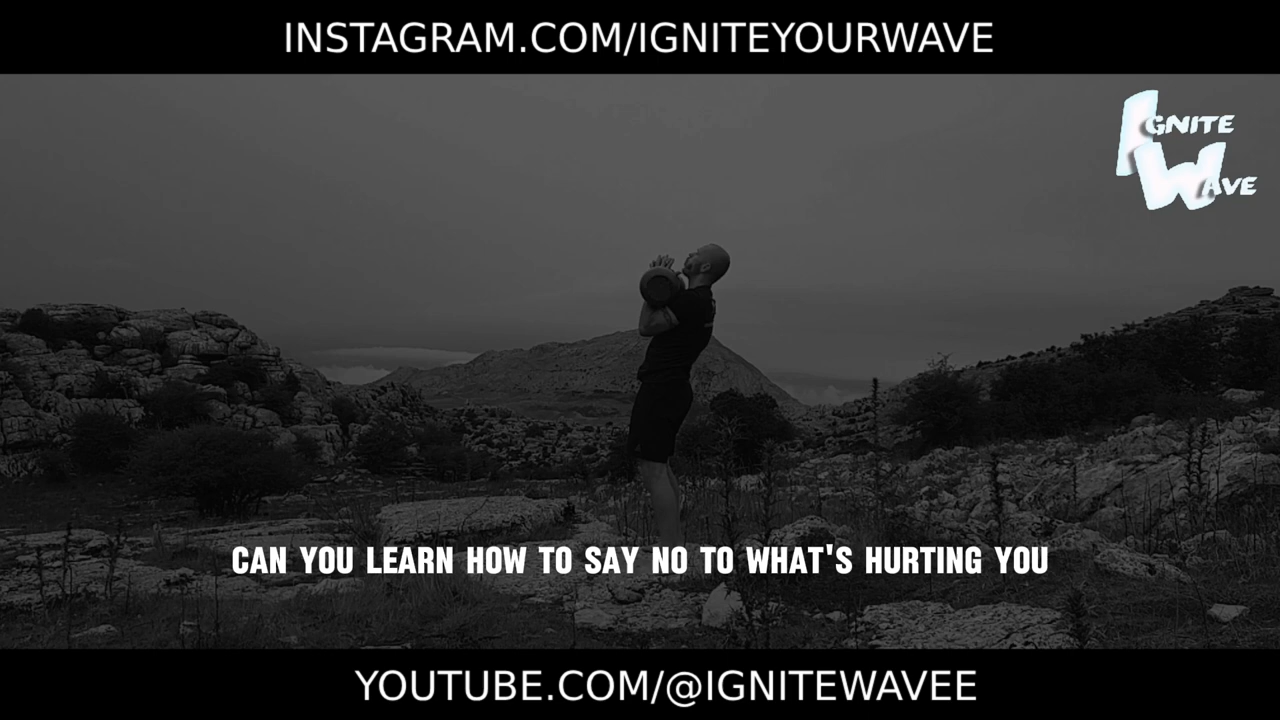 INSTAGRAM.COM/IGNITEYOURWAVE
IGNITE
WAVE
CAN YOU LEARN HOW TO SAY NO TO WHAT'S HURTING YOU
YOUTUBE.COM/@IGNITEWAVEE